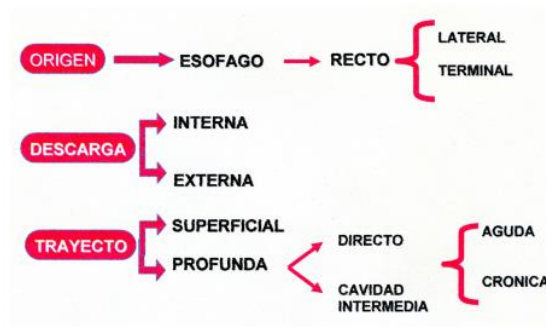 ORIGEN ESOFAGO RECTO LATERAL
TERMINAL
DESCARGA INTERNA
EXTERNA
TRAYECTO SUPERFICIAL
PROFUNDA DIRECTO AGUDA
CAVIDAD
INTERMEDIA CRONICA